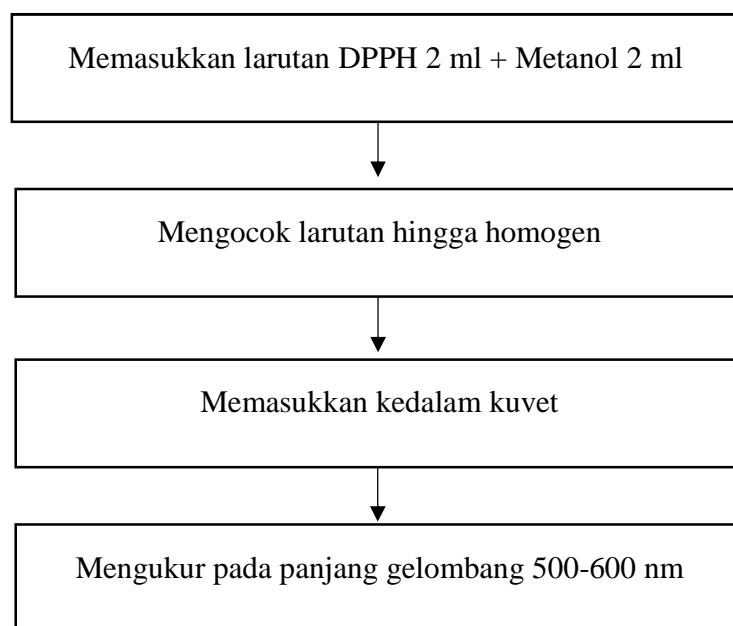 Memasukkan larutan DPPH 2 ml + Metanol 2 ml
Mengocok larutan hingga homogen
Memasukkan kedalam kuvet
Mengukur pada panjang gelombang 500-600 nm